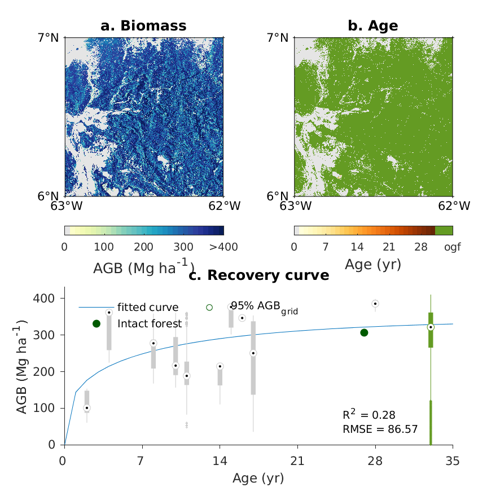 a. Biomass
b. Age
7°N
7°N
6°N
6°N
63°W 62°W
63°W 62°W
0 100 200 300 >400
0 7 14 21 28 ogf
AGB (Mg ha-1)
Age (yr)
c. Recovery curve
fitted curve
95% AGBgrid
Intact forest
AGB (Mg ha-1)
400
300
200
100
0
R2 = 0.28
RMSE = 86.57
0 7 14 21 28 35
Age (yr)